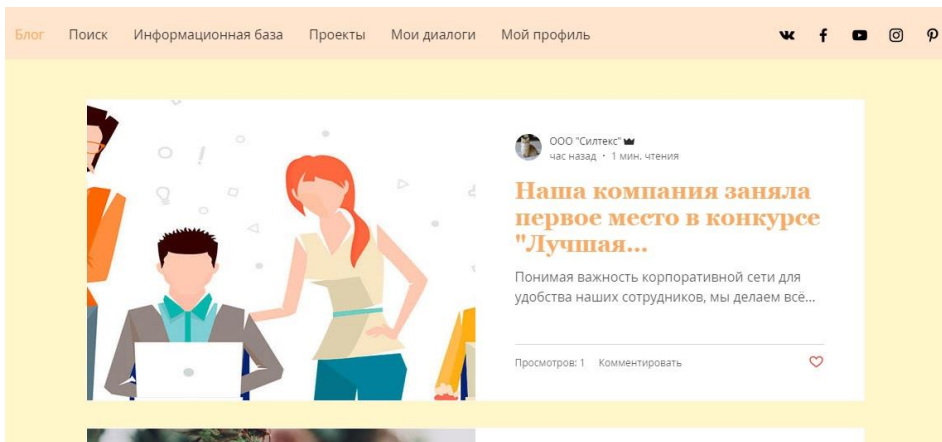 Блог Поиск Информационная база Проекты Мои диалоги Мой профиль
ООО "Силтекс"
час назад · 1 мин. чтения
Наша компания заняла
первое место в конкурсе
"Лучшая...
Понимая важность корпоративной сети для
удобства наших сотрудников, мы делаем всё...
Просмотров: 1 Комментировать